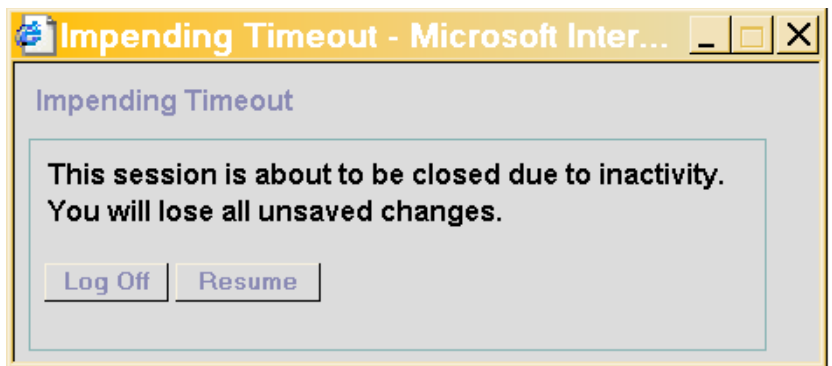 Impending Timeout - Microsoft Inter...
Impending Timeout
This session is about to be closed due to inactivity.
You will lose all unsaved changes.
Log Off Resume